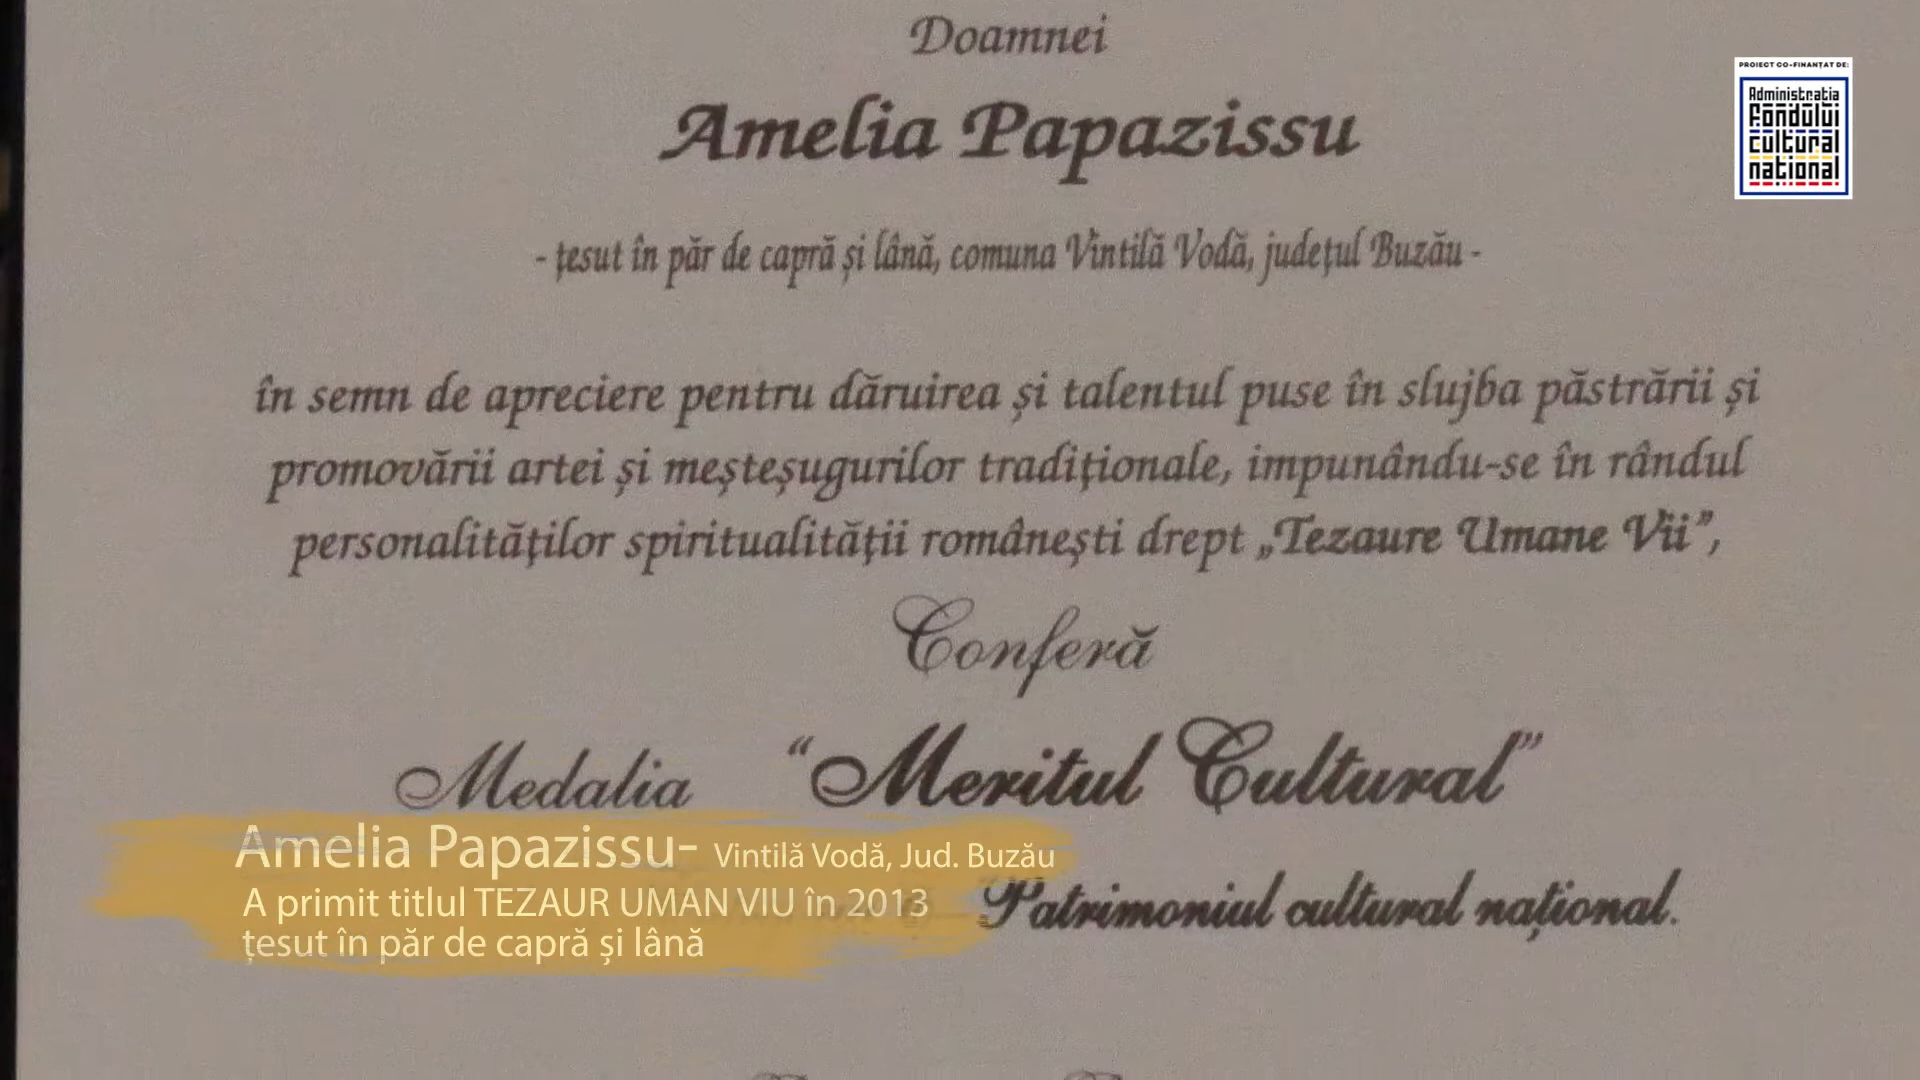 Doamnei
Amelia Papazissu
PROIECT CO-FINANȚAT DE:
Administrația
fondului
cultural
național
- țesut în păr de capră și lână, comuna Vintilă Vodă, județul Buzău -
în semn de apreciere pentru dăruirea și talentul puse în slujba păstrării și
promovării artei și meșteșugurilor tradiționale, impunându-se în rândul
personalităților spiritualității românești drept „Tezaure Umane Vii”,
Conferă
Medalia “Meritul Cultural”
Patrimoniul cultural național.
Amelia Papazissu- Vintilă Vodă, Jud. Buzău
A primit titlul TEZAUR UMAN VIU în 2013
țesut în păr de capră și lână